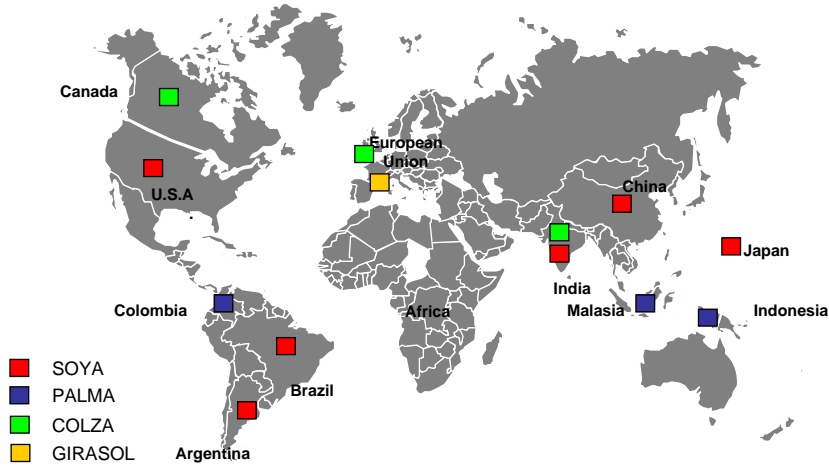 Canada
European
Union
U.S.A
China
Japan
India
Colombia
Africa
Malasia
Indonesia
Brazil
Argentina
SOYA
PALMA
COLZA
GIRASOL